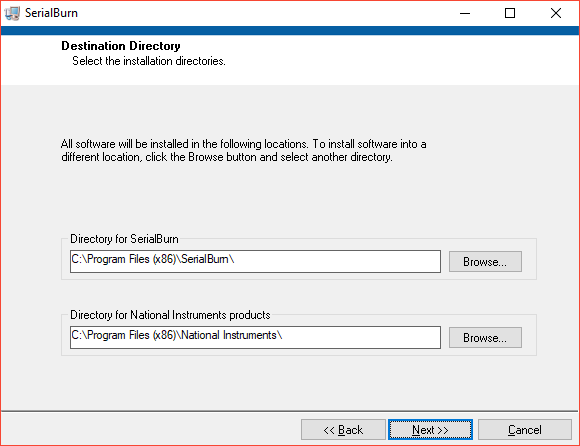 SerialBurn
Destination Directory
Select the installation directories.
All software will be installed in the following locations. To install software into a
different location, click the Browse button and select another directory.
Directory for SerialBurn
C:\Program Files (x86)\SerialBurn\
Browse...
Directory for National Instruments products
C:\Program Files (x86)\National Instruments\
Browse...
<< Back
Next >>
Cancel